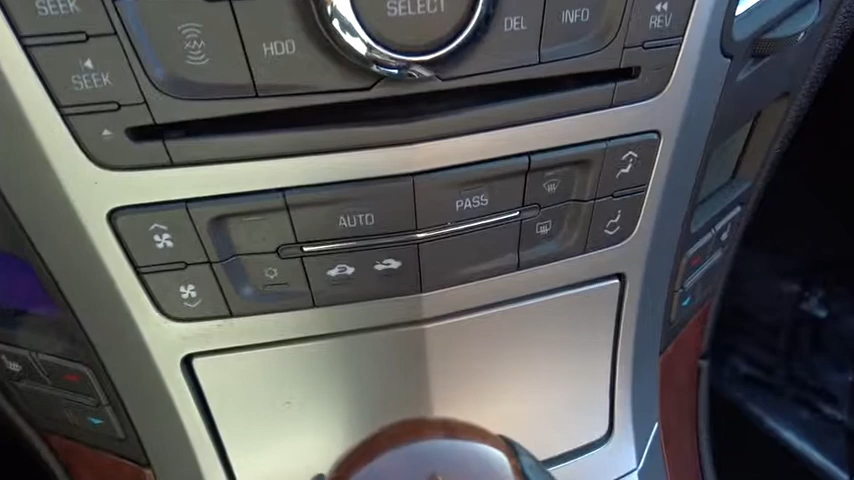 SEEK
SELECT
DEL
INFO
REV
HDD
SEEK
AUTO
PASS